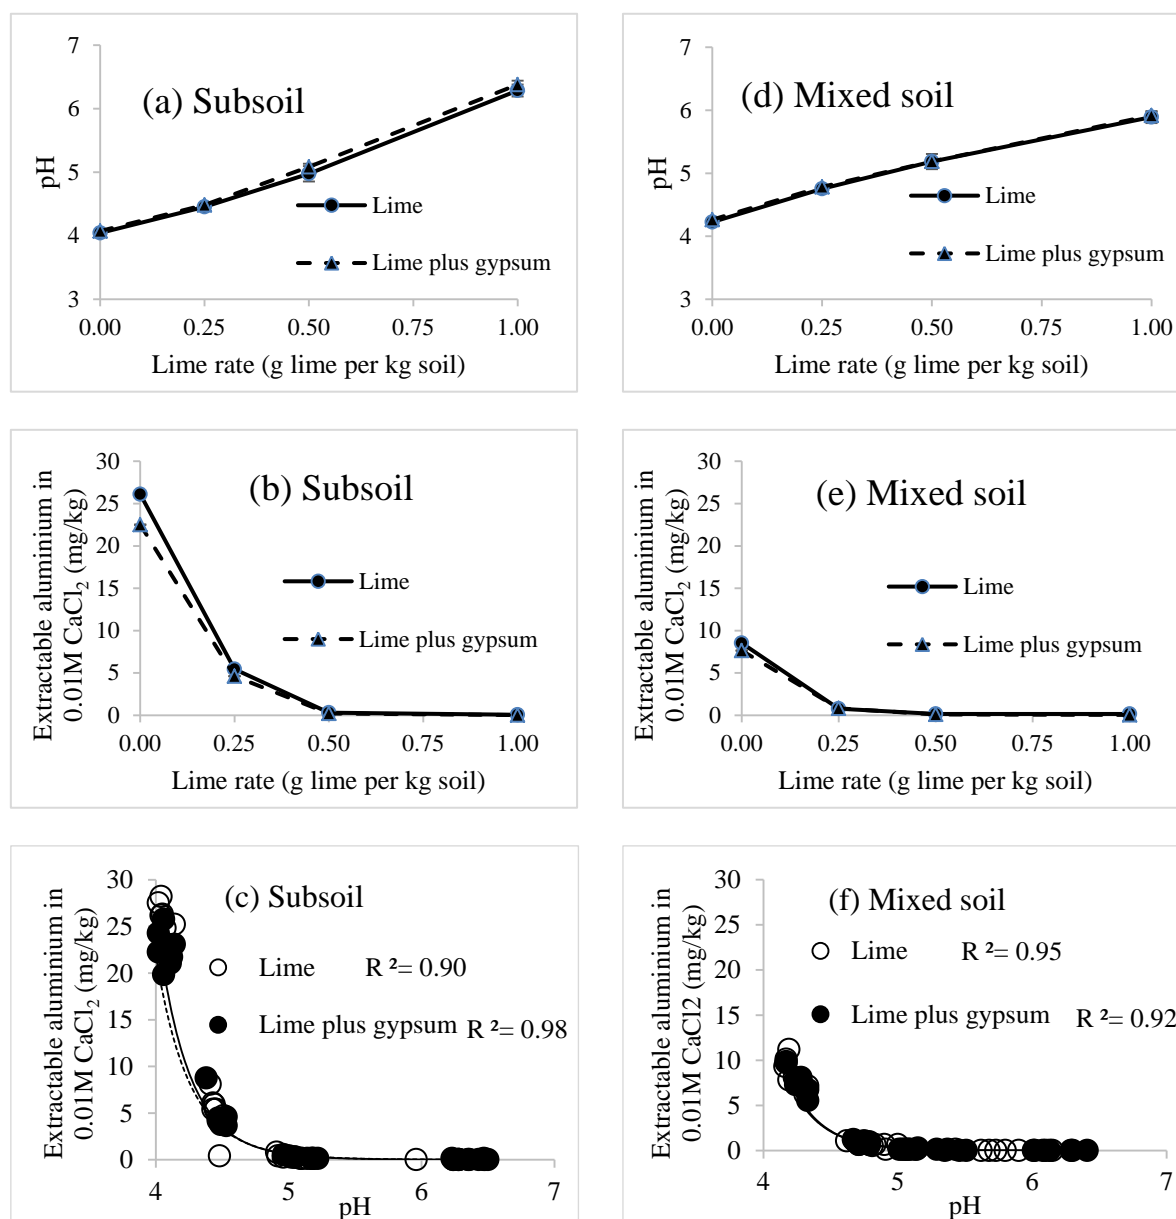 (a) Subsoil
7
6
5
4
3
pH
0.00 0.25 0.50 0.75 1.00
Lime rate (g lime per kg soil)
Lime
Lime plus gypsum
(d) Mixed soil
7
6
5
4
3
pH
0.00 0.25 0.50 0.75 1.00
Lime rate (g lime per kg soil)
Lime
Lime plus gypsum
(b) Subsoil
30
25
20
15
10
5
0
Extractable aluminium in
0.01M CaCl₂ (mg/kg)
0.00 0.25 0.50 0.75 1.00
Lime rate (g lime per kg soil)
Lime
Lime plus gypsum
(e) Mixed soil
30
25
20
15
10
5
0
Extractable aluminium in
0.01M CaCl₂ (mg/kg)
0.00 0.25 0.50 0.75 1.00
Lime rate (g lime per kg soil)
Lime
Lime plus gypsum
(c) Subsoil
30
25
20
15
10
5
0
Extractable aluminium in
0.01M CaCl₂ (mg/kg)
4 5 6 7
pH
Lime R ²= 0.90
Lime plus gypsum R ²= 0.98
(f) Mixed soil
30
25
20
15
10
5
0
Extractable aluminium in
0.01M CaCl2 (mg/kg)
4 5 6 7
pH
Lime R ²= 0.95
Lime plus gypsum R ²= 0.92